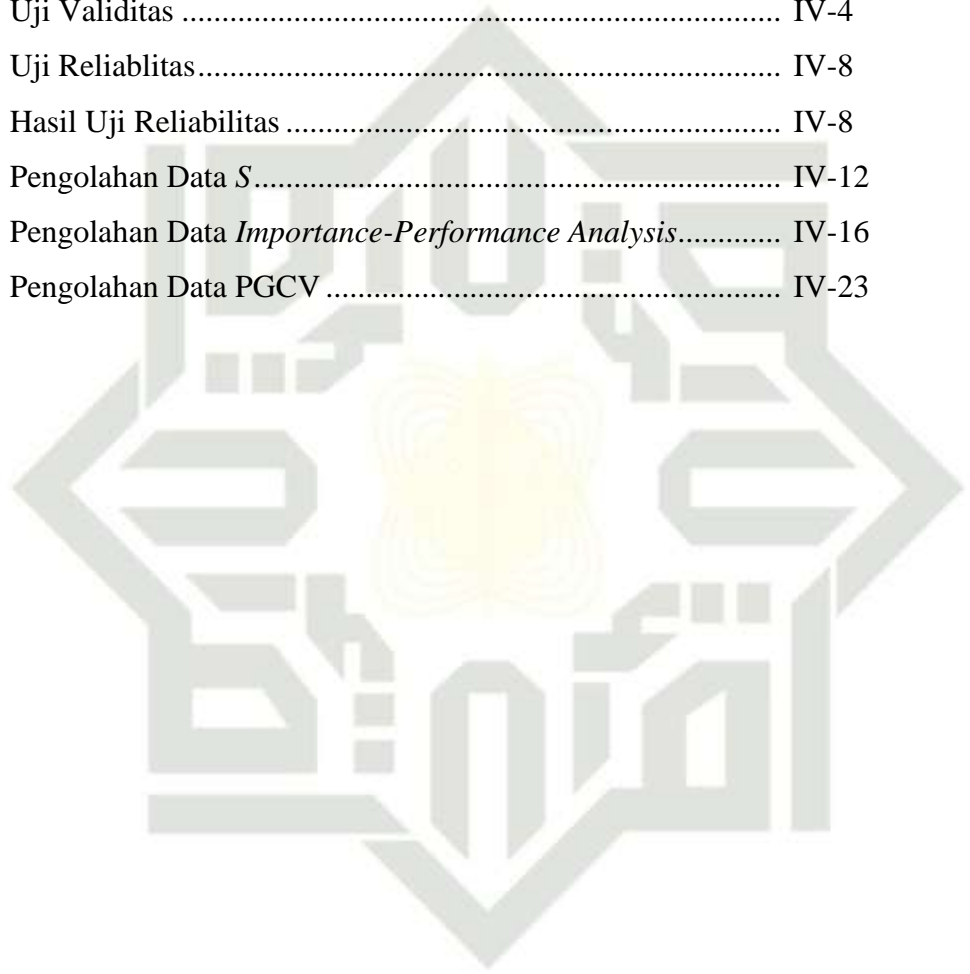 Uji Validitas ........................................................................... IV-4
Uji Reliablitas......................................................................... IV-8
Hasil Uji Reliabilitas .............................................................. IV-8
Pengolahan Data S.................................................................. IV-12
Pengolahan Data Importance-Performance Analysis............. IV-16
Pengolahan Data PGCV ......................................................... IV-23